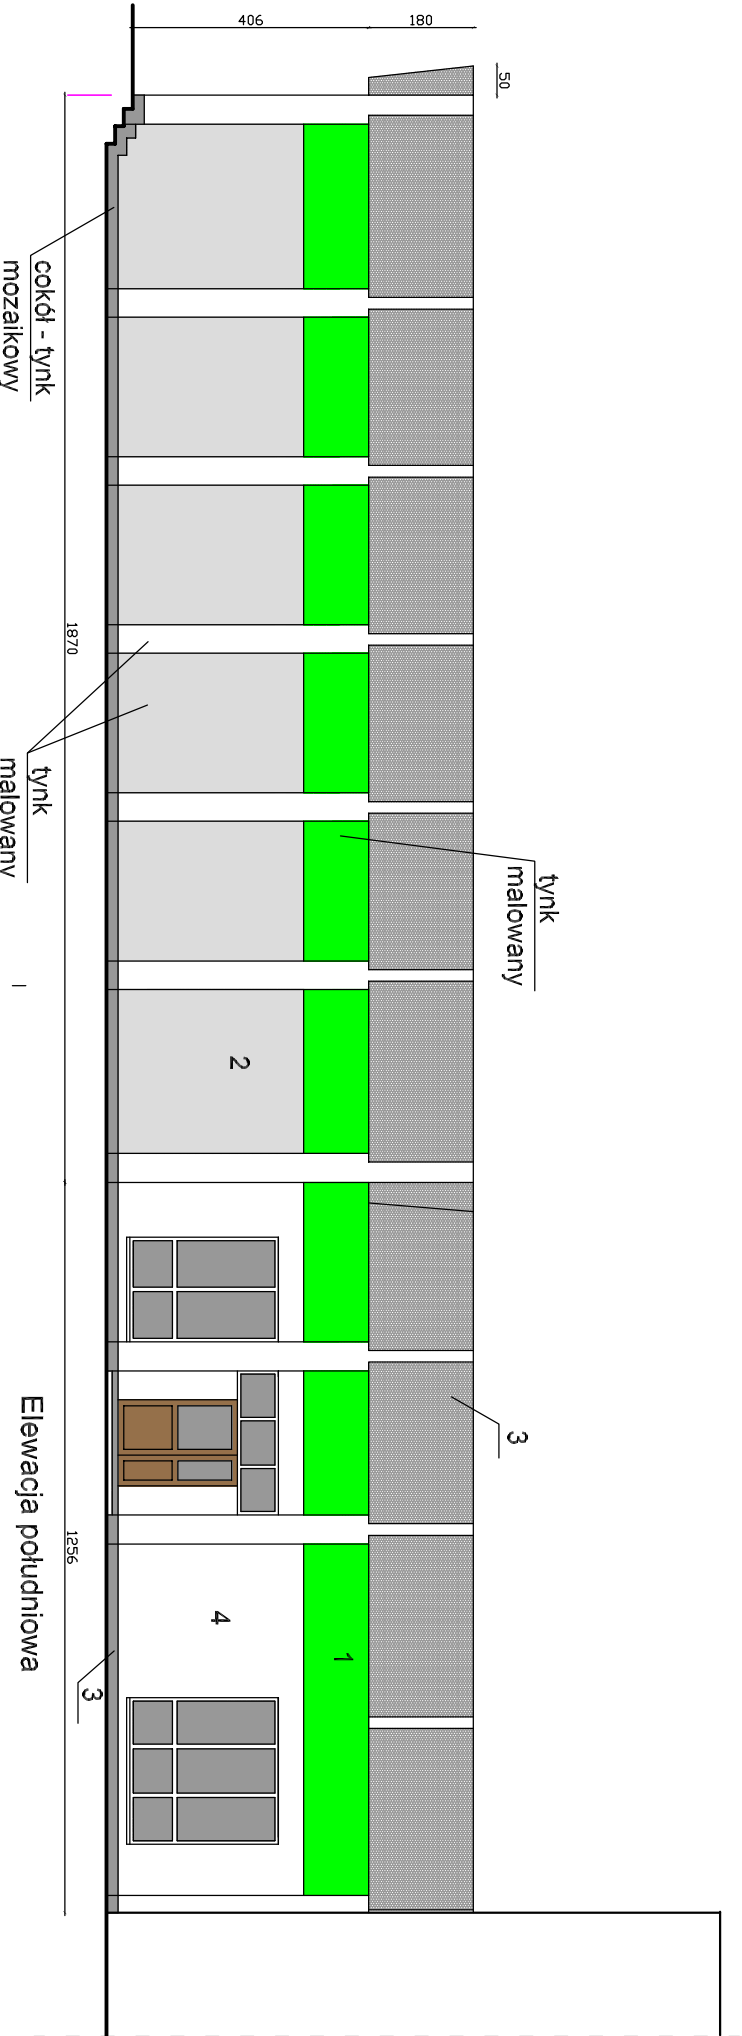 406
180
50
cokół - tynk
mozaikowy
1870
tynk
malowany
tynk
malowany
2
3
1
4
3
1256
Elewacja południowa